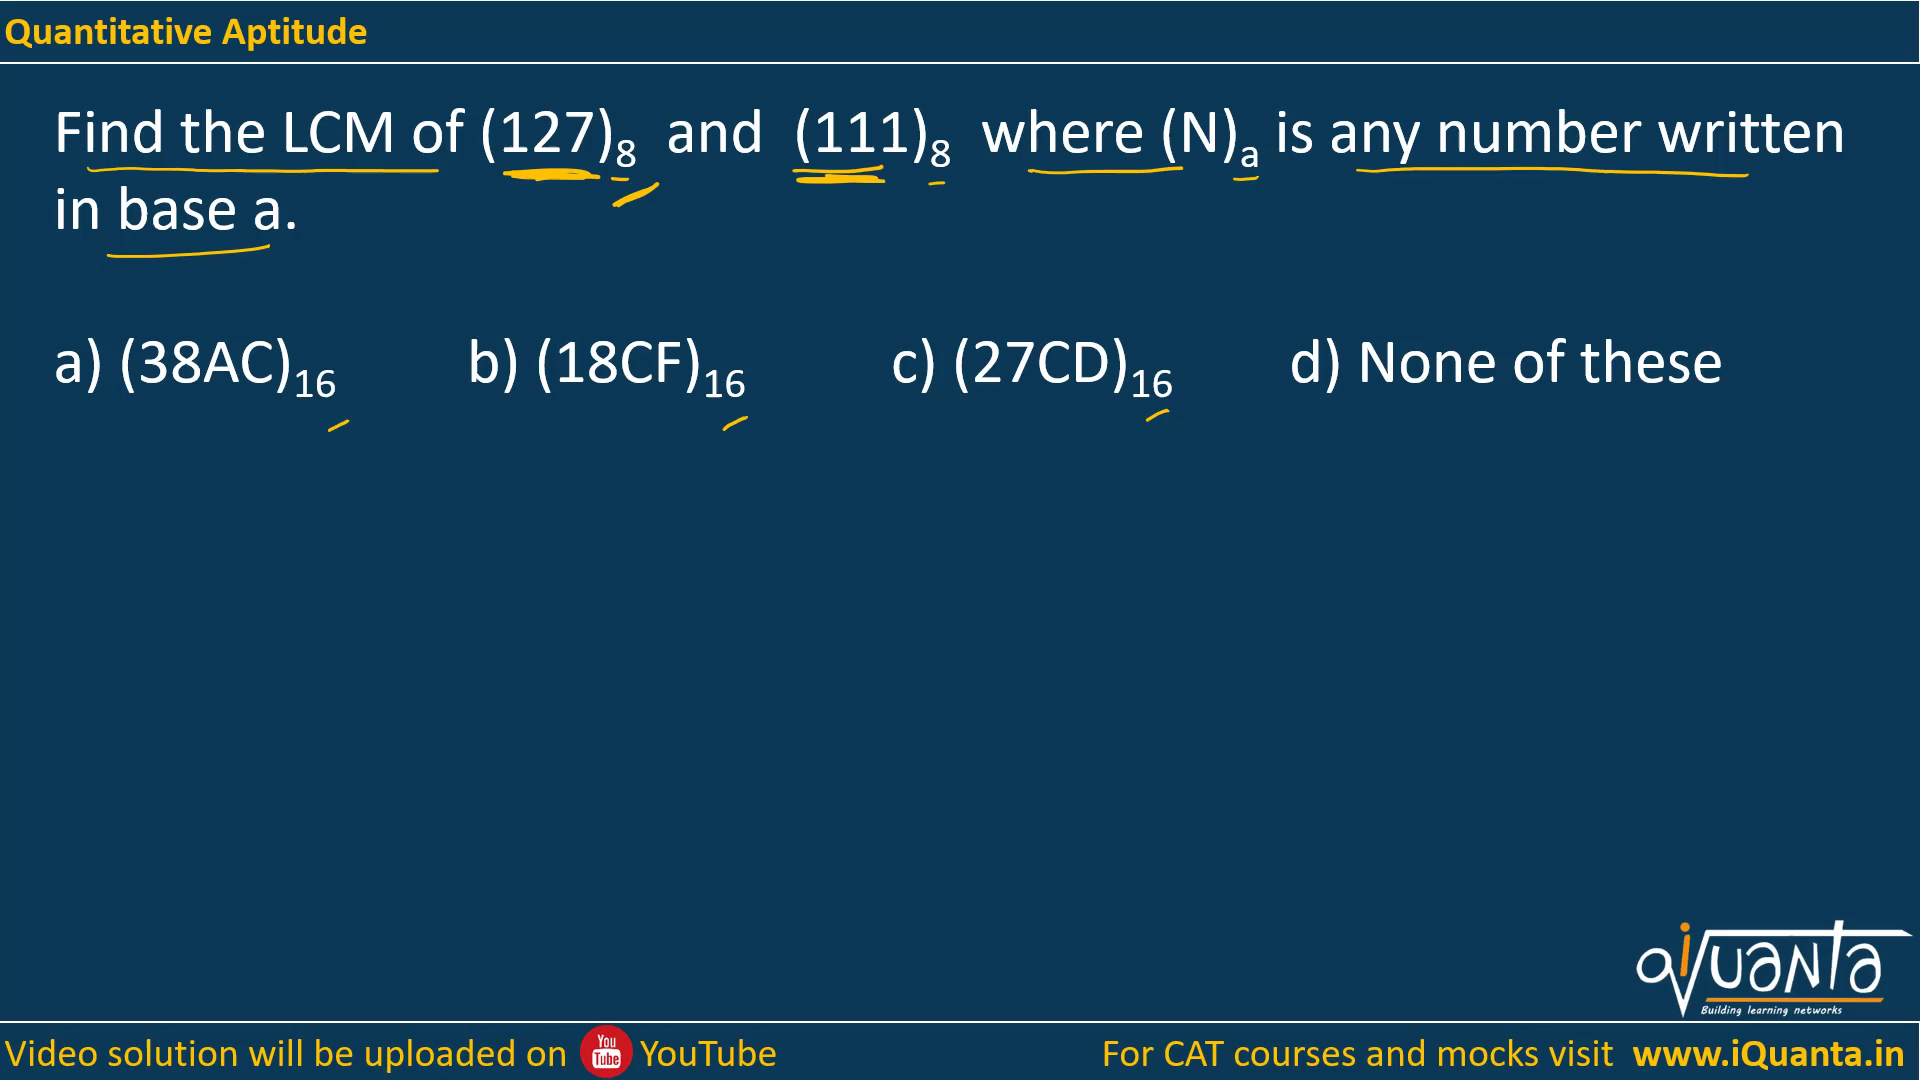 Quantitative Aptitude
Find the LCM of (127)₈ and (111)₈ where (N)ₐ is any number written
in base a.
a) (38AC)₁₆ b) (18CF)₁₆ c) (27CD)₁₆ d) None of these
iQuanta
Building learning networks
Video solution will be uploaded on You Tube YouTube For CAT courses and mocks visit www.iQuanta.in